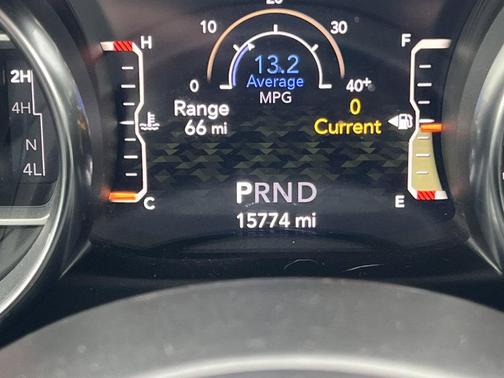 20
10 30
0 40+
13.2
Average
MPG
Range
66 mi
0
Current
H
C
F
E
2H
4H
N
4L
PRND
15774 mi